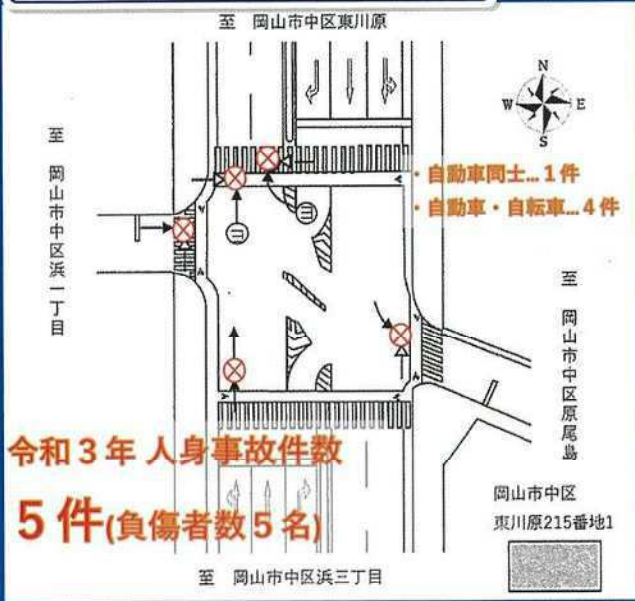 至 岡山市中区東川原
N
W E
S
至 岡山市中区浜一丁目
・自動車同士…1件
・自動車・自転車…4件
至 岡山市中区原尾島
令和3年 人身事故件数
5件(負傷者数5名)
岡山市中区
東川原215番地1
至 岡山市中区浜三丁目